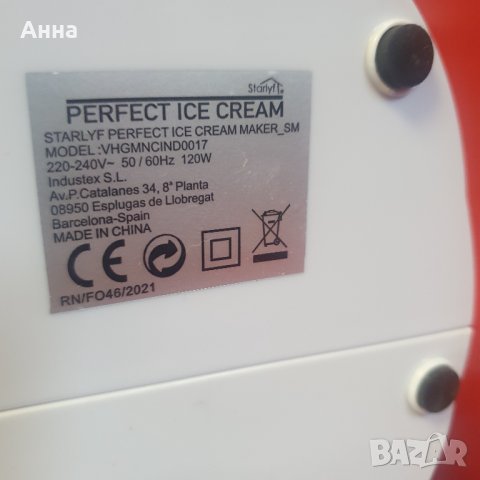 Анна
Starlyf
PERFECT ICE CREAM
STARLYF PERFECT ICE CREAM MAKER_SM
MODEL:VHGMNCIND0017
220-240V~ 50/60Hz 120W
Industex S.L.
Av.P.Catalanes 34, 8ª Planta
08950 Esplugas de Llobregat
Barcelona-Spain
MADE IN CHINA
CE
RN/FO46/2021
BAZAR